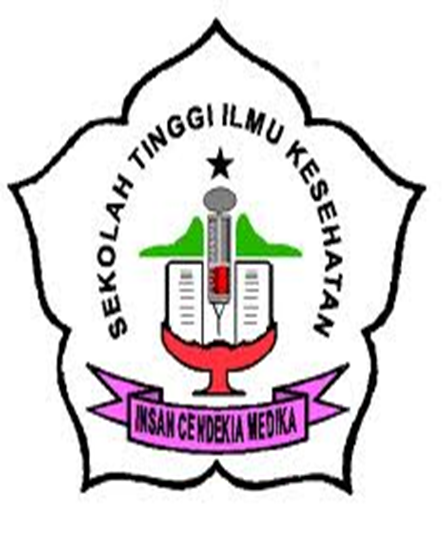 SEKOLAH TINGGI ILMU KESEHATAN
INSAN CENDEKIA MEDIKA